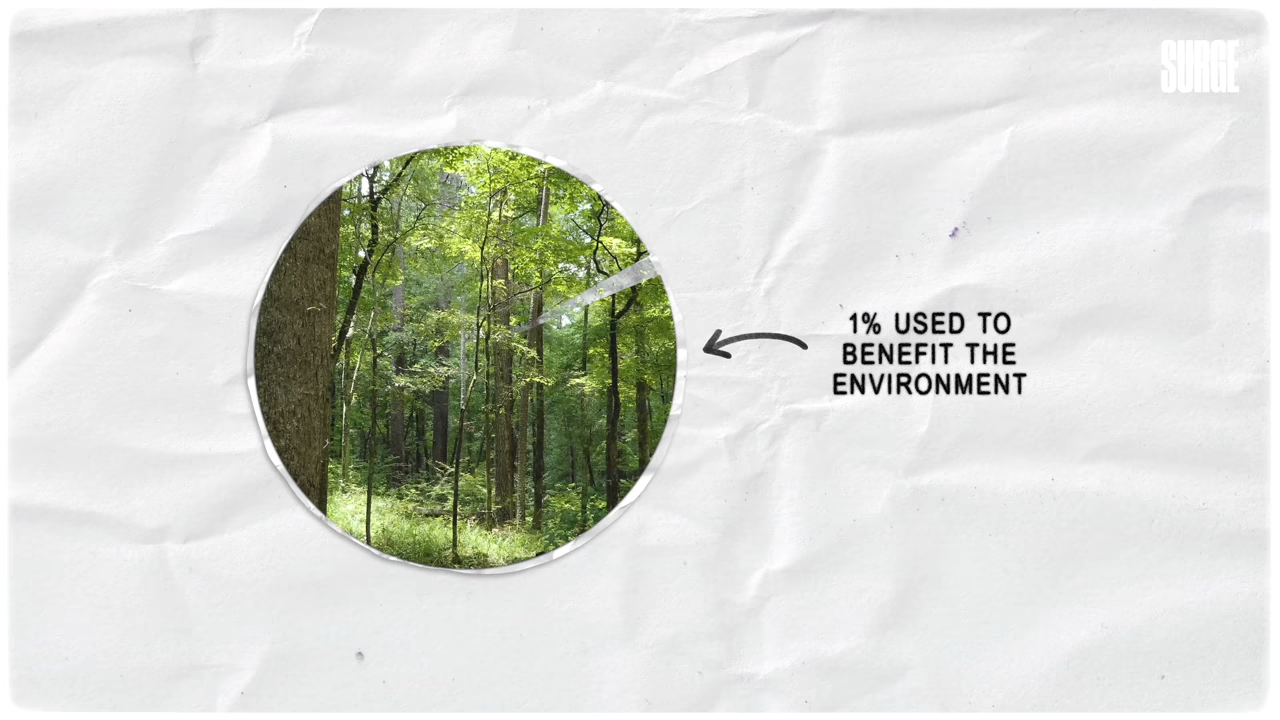 SURGE
1% USED TO
BENEFIT THE
ENVIRONMENT